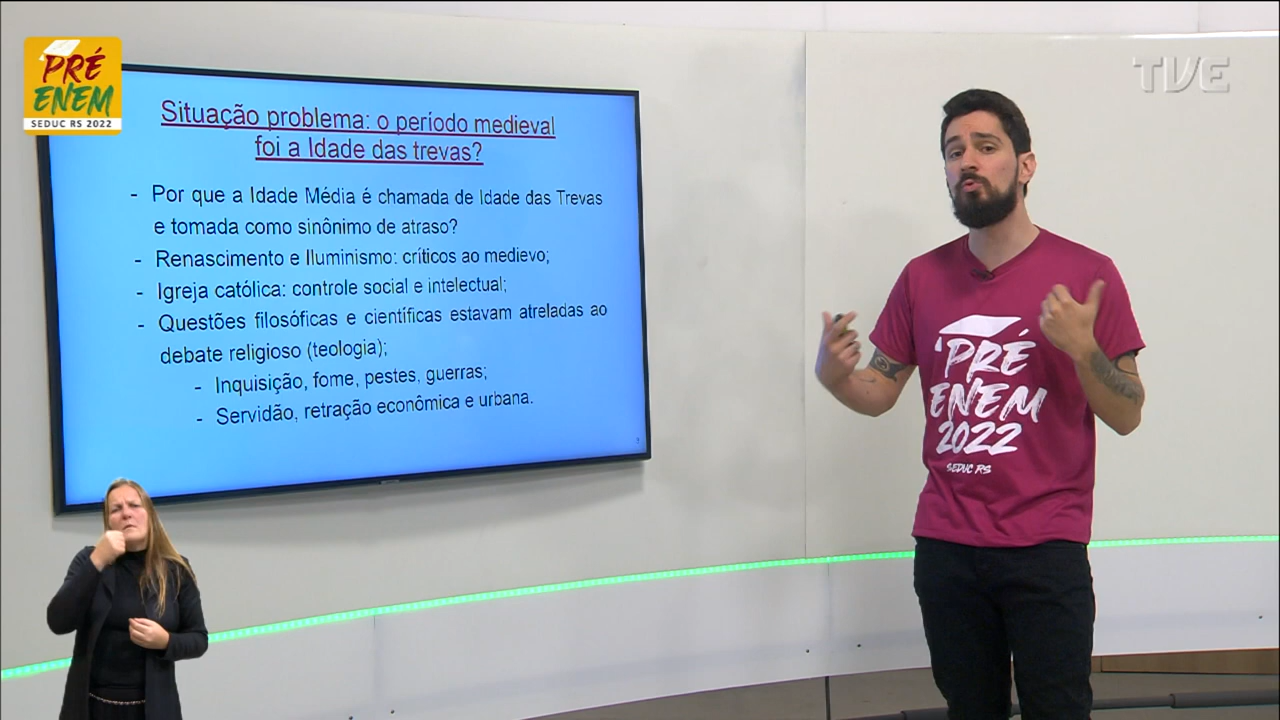 PRÉ
ENEM
SEDUC RS 2022
TVE
Situação problema: o período medieval
foi a Idade das trevas?
- Por que a Idade Média é chamada de Idade das Trevas
e tomada como sinônimo de atraso?
- Renascimento e Iluminismo: críticos ao medievo;
- Igreja católica: controle social e intelectual;
- Questões filosóficas e científicas estavam atreladas ao
debate religioso (teologia);
- Inquisição, fome, pestes, guerras;
- Servidão, retração econômica e urbana.
PRÉ
ENEM
2022
SEDUC RS